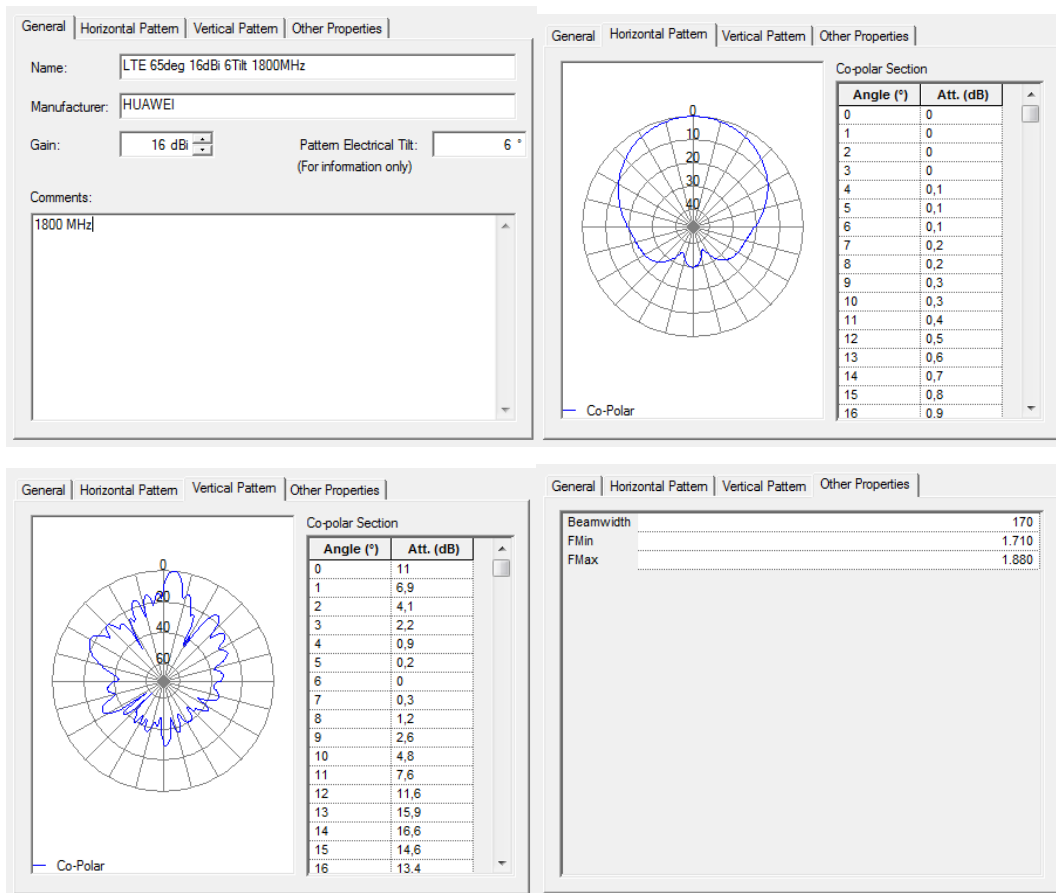 General Horizontal Pattern Vertical Pattern Other Properties
Name: LTE 65deg 16dBi 6Tilt 1800MHz
Manufacturer: HUAWEI
Gain: 16 dBi Pattern Electrical Tilt: 6 °
(For information only)
Comments:
1800 MHz
General Horizontal Pattern Vertical Pattern Other Properties
Co-polar Section
Angle (°) Att. (dB)
0 0
1 0
2 0
3 0
4 0,1
5 0,1
6 0,1
7 0,2
8 0,2
9 0,3
10 0,3
11 0,4
12 0,5
13 0,6
14 0,7
15 0,8
16 0,9
0
10
20
30
40
Co-Polar
General Horizontal Pattern Vertical Pattern Other Properties
Co-polar Section
Angle (°) Att. (dB)
0 11
1 6,9
2 4,1
3 2,2
4 0,9
5 0,2
6 0
7 0,3
8 1,2
9 2,6
10 4,8
11 7,6
12 11,6
13 15,9
14 16,6
15 14,6
16 13,4
0
20
40
60
Co-Polar
General Horizontal Pattern Vertical Pattern Other Properties
Beamwidth 170
FMin 1.710
FMax 1.880